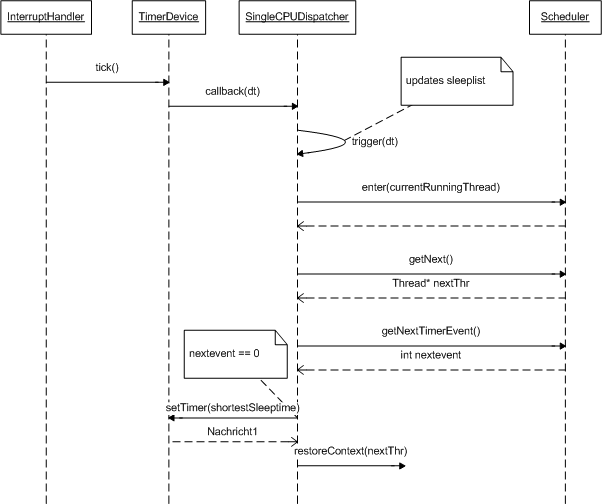 InterruptHandler
TimerDevice
SingleCPUDispatcher
Scheduler
tick()
callback(dt)
updates sleeplist
trigger(dt)
enter(currentRunningThread)
getNext()
Thread* nextThr
getNextTimerEvent()
nextevent == 0
int nextevent
setTimer(shortestSleeptime)
Nachricht1
restoreContext(nextThr)